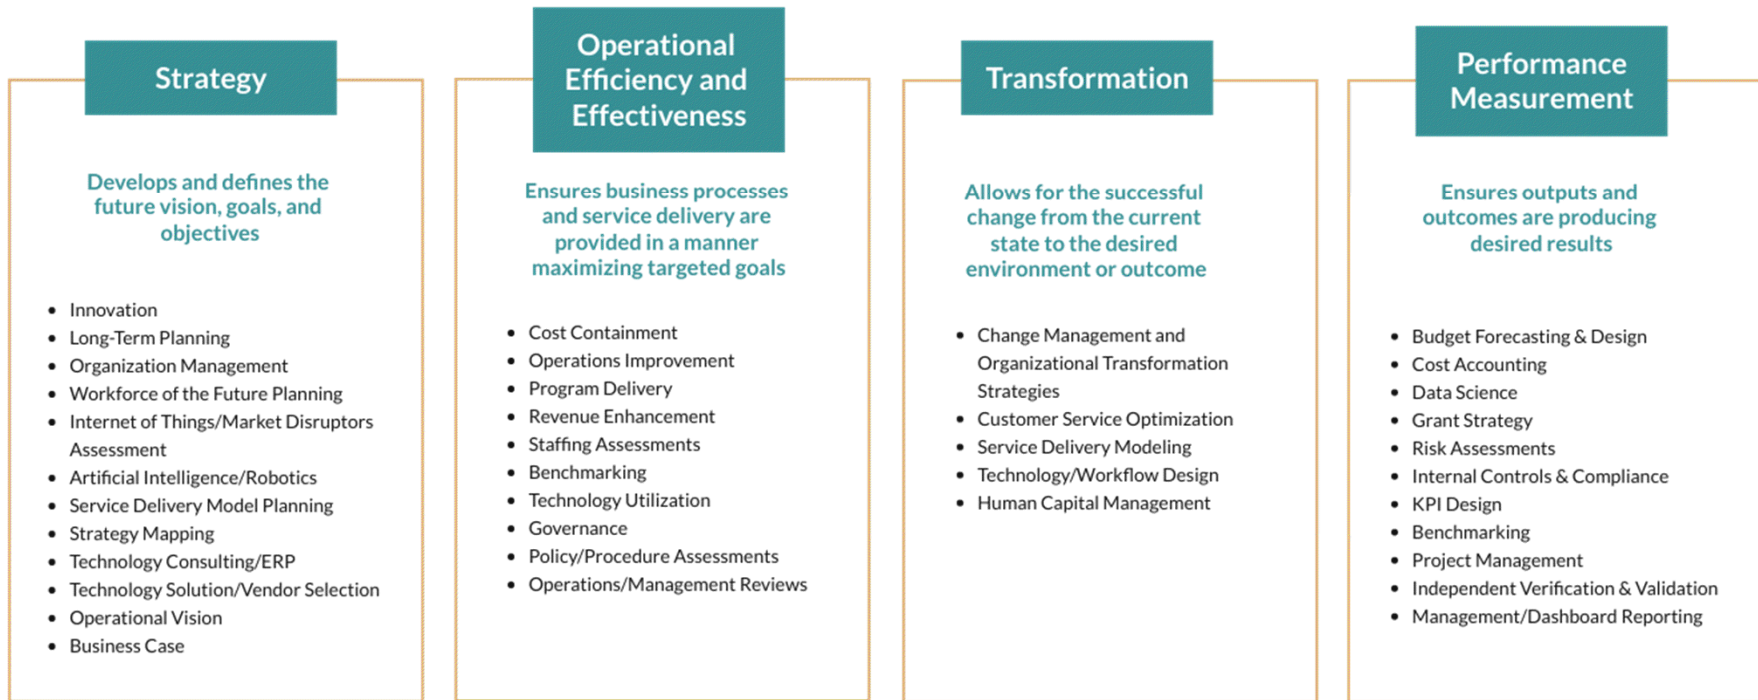 Strategy
Develops and defines the
future vision, goals, and
objectives
• Innovation
• Long-Term Planning
• Organization Management
• Workforce of the Future Planning
• Internet of Things/Market Disruptors
Assessment
• Artificial Intelligence/Robotics
• Service Delivery Model Planning
• Strategy Mapping
• Technology Consulting/ERP
• Technology Solution/Vendor Selection
• Operational Vision
• Business Case
Operational
Efficiency and
Effectiveness
Ensures business processes
and service delivery are
provided in a manner
maximizing targeted goals
• Cost Containment
• Operations Improvement
• Program Delivery
• Revenue Enhancement
• Staffing Assessments
• Benchmarking
• Technology Utilization
• Governance
• Policy/Procedure Assessments
• Operations/Management Reviews
Transformation
Allows for the successful
change from the current
state to the desired
environment or outcome
• Change Management and
Organizational Transformation
Strategies
• Customer Service Optimization
• Service Delivery Modeling
• Technology/Workflow Design
• Human Capital Management
Performance
Measurement
Ensures outputs and
outcomes are producing
desired results
• Budget Forecasting & Design
• Cost Accounting
• Data Science
• Grant Strategy
• Risk Assessments
• Internal Controls & Compliance
• KPI Design
• Benchmarking
• Project Management
• Independent Verification & Validation
• Management/Dashboard Reporting